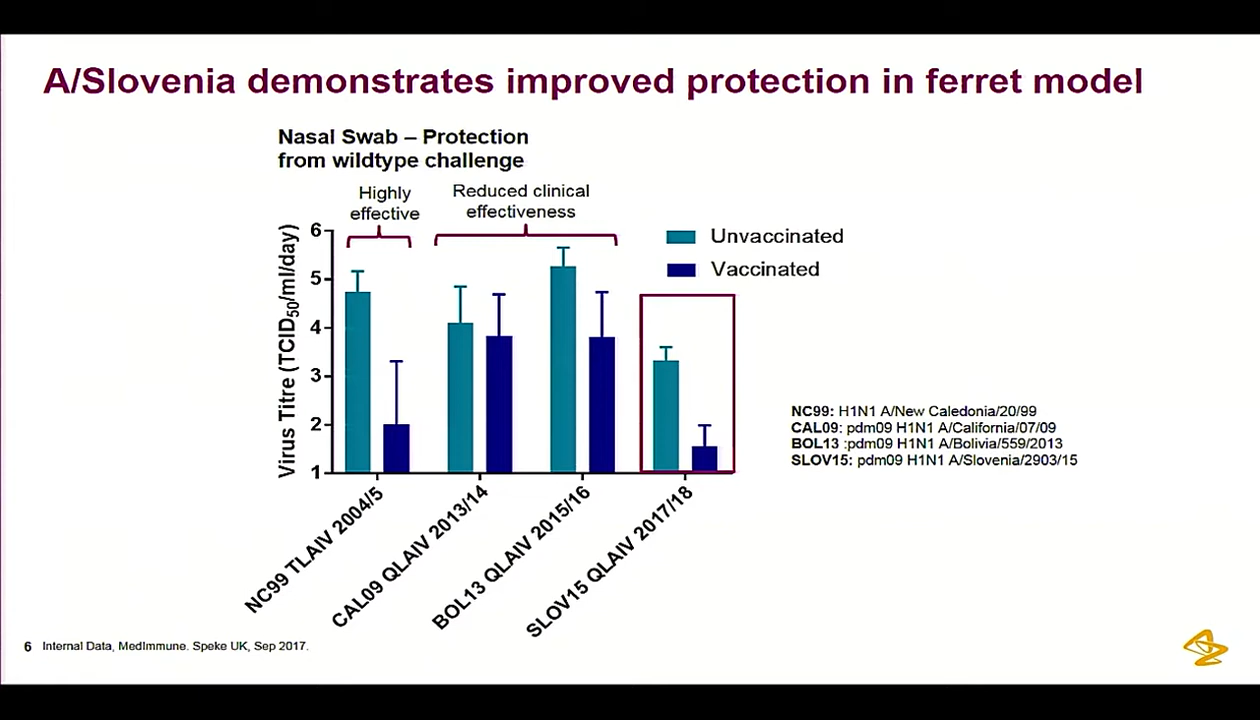 A/Slovenia demonstrates improved protection in ferret model
Nasal Swab – Protection
from wildtype challenge
Highly
effective
Reduced clinical
effectiveness
Unvaccinated
Vaccinated
Virus Titre (TCID50/ml/day)
6
5
4
3
2
1
NC99 TLAIV 2004/5
CAL09 QLAIV 2013/14
BOL13 QLAIV 2015/16
SLOV15 QLAIV 2017/18
NC99: H1N1 A/New Caledonia/20/99
CAL09: pdm09 H1N1 A/California/07/09
BOL13 :pdm09 H1N1 A/Bolivia/559/2013
SLOV15: pdm09 H1N1 A/Slovenia/2903/15
6 Internal Data, MedImmune. Speke UK, Sep 2017.